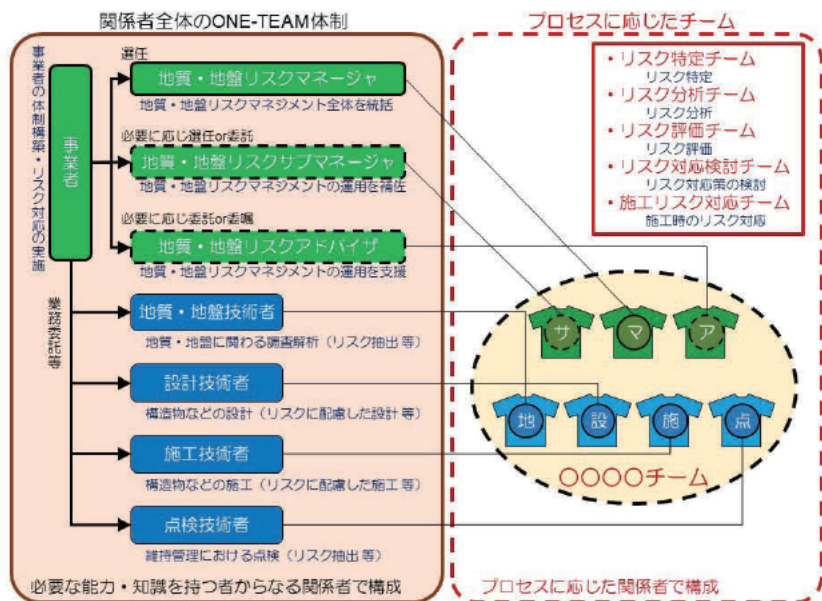 関係者全体のONE-TEAM体制
事業者の体制構築・リスク対応の実施
事業者
業務委託等
選任
地質・地盤リスクマネージャ
地質・地盤リスクマネジメント全体を統括
必要に応じ選任or委託
地質・地盤リスクサブマネージャ
地質・地盤リスクマネジメントの運用を補佐
必要に応じ委託or委嘱
地質・地盤リスクアドバイザ
地質・地盤リスクマネジメントの運用を支援
地質・地盤技術者
地質・地盤に関わる調査解析（リスク抽出等）
設計技術者
構造物などの設計（リスクに配慮した設計等）
施工技術者
構造物などの施工（リスクに配慮した施工等）
点検技術者
維持管理における点検（リスク抽出等）
必要な能力・知識を持つ者からなる関係者で構成
プロセスに応じたチーム
・リスク特定チーム
リスク特定
・リスク分析チーム
リスク分析
・リスク評価チーム
リスク評価
・リスク対応検討チーム
リスク対応策の検討
・施工リスク対応チーム
施工時のリスク対応
サ マ ア
地 設 施 点
〇〇〇〇チーム
プロセスに応じた関係者で構成